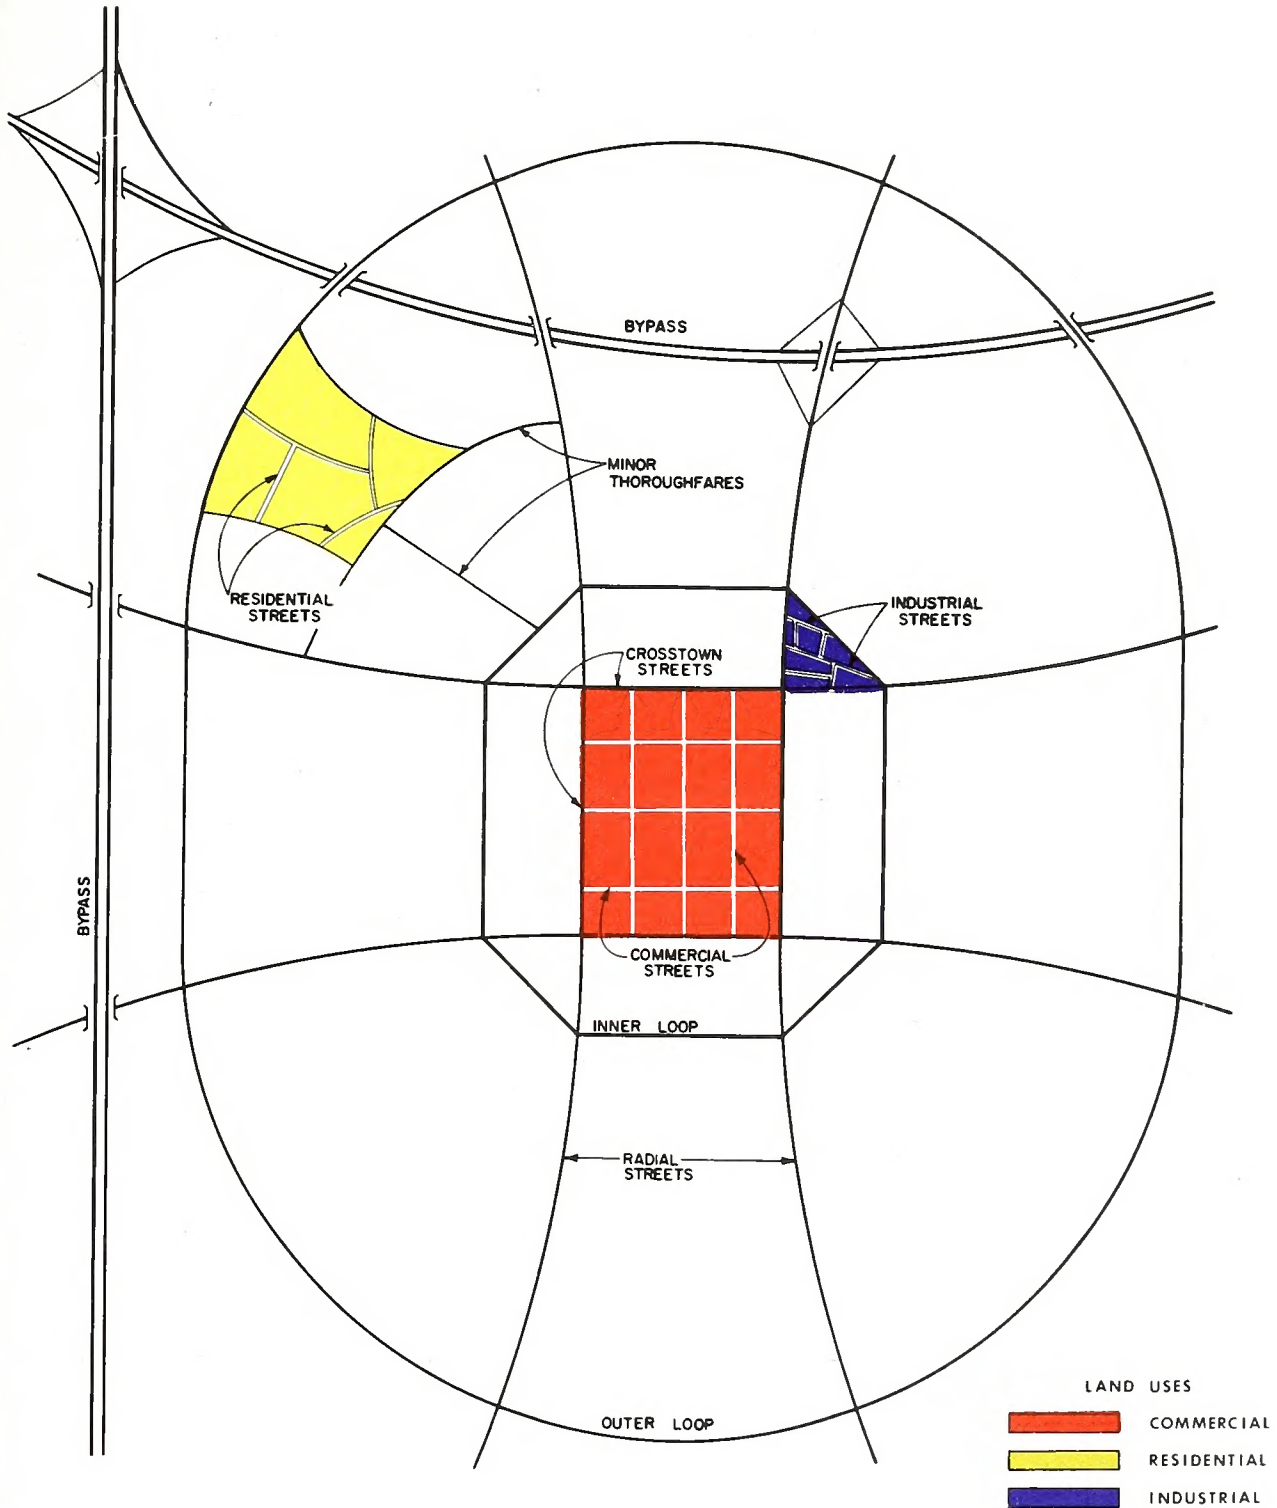 BYPASS
MINOR
THOROUGHFARES
RESIDENTIAL
STREETS
INDUSTRIAL
STREETS
CROSSTOWN
STREETS
BYPASS
COMMERCIAL
STREETS
INNER LOOP
RADIAL
STREETS
OUTER LOOP
LAND USES
COMMERCIAL
RESIDENTIAL
INDUSTRIAL